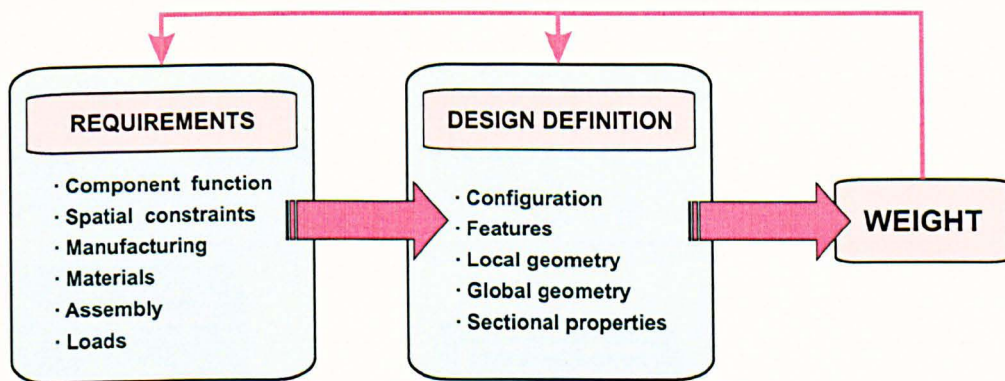 REQUIREMENTS
· Component function
· Spatial constraints
· Manufacturing
· Materials
· Assembly
· Loads
DESIGN DEFINITION
· Configuration
· Features
· Local geometry
· Global geometry
· Sectional properties
WEIGHT